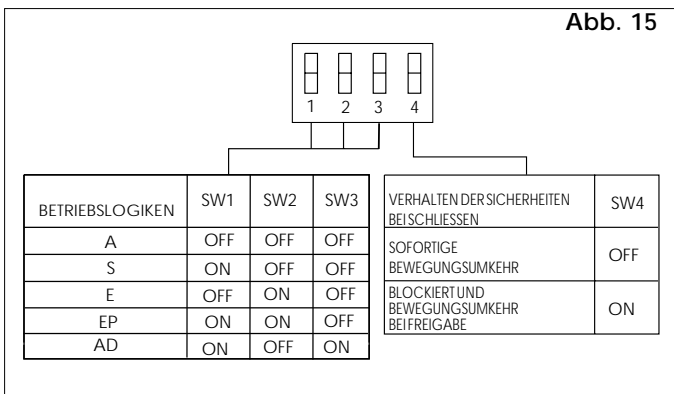 Abb. 15
1 2 3 4
BETRIEBSLOGIKEN SW1 SW2 SW3
A OFF OFF OFF
S ON OFF OFF
E OFF ON OFF
EP ON ON OFF
AD ON OFF ON
VERHALTEN DER SICHERHEITEN
BEI SCHLIESSEN
SW4
SOFORTIGE
BEWEGUNGSUMKEHR
OFF
BLOCKIERT UND
BEWEGUNGSUMKEHR
BEI FREIGABE
ON